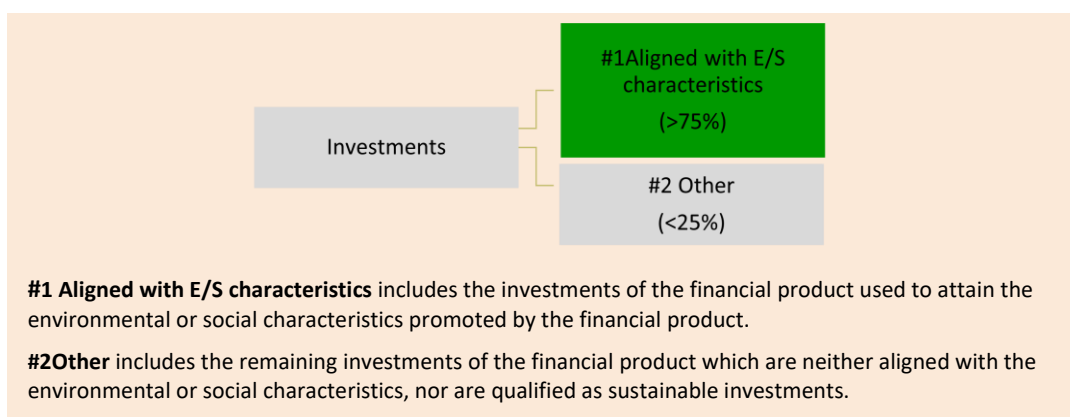 #1Aligned with E/S
characteristics
(>75%)
Investments
#2 Other
(<25%)
#1 Aligned with E/S characteristics includes the investments of the financial product used to attain the
environmental or social characteristics promoted by the financial product.
#2Other includes the remaining investments of the financial product which are neither aligned with the
environmental or social characteristics, nor are qualified as sustainable investments.